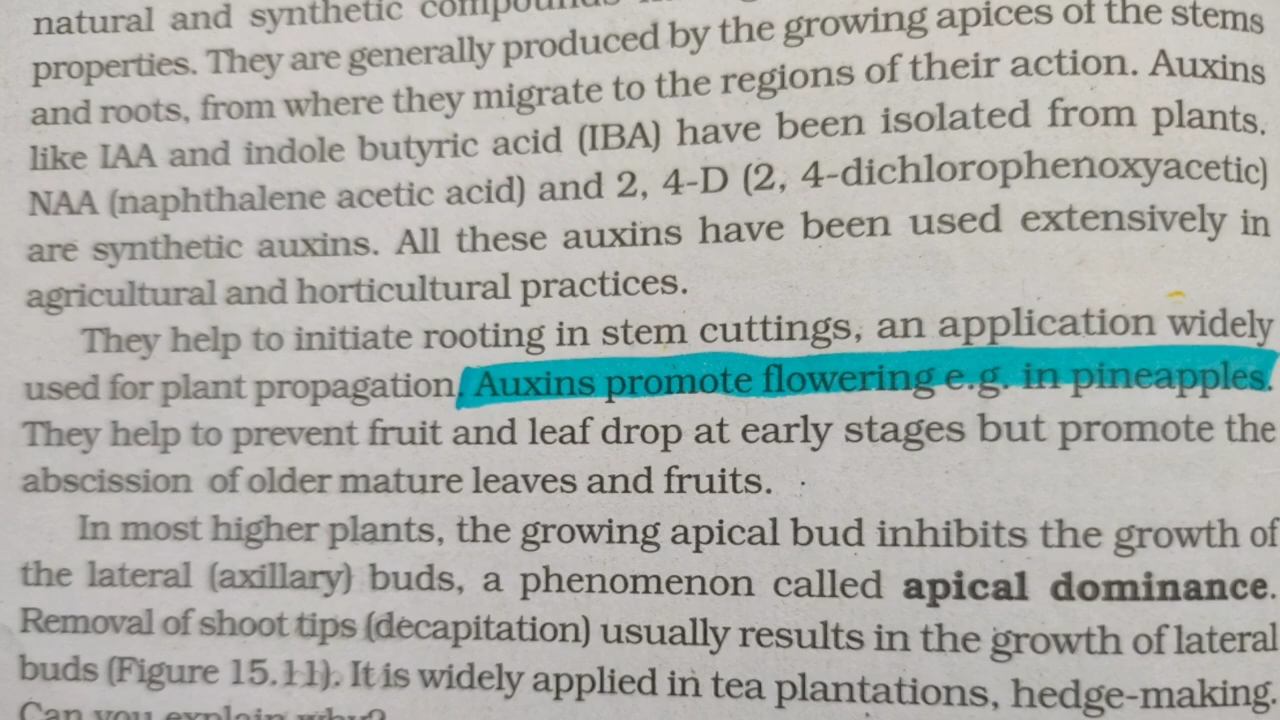 natural and synthetic compounds
properties. They are generally produced by the growing apices of the stems
and roots, from where they migrate to the regions of their action. Auxins
like IAA and indole butyric acid (IBA) have been isolated from plants.
NAA (naphthalene acetic acid) and 2, 4-D (2, 4-dichlorophenoxyacetic)
are synthetic auxins. All these auxins have been used extensively in
agricultural and horticultural practices.
They help to initiate rooting in stem cuttings, an application widely
used for plant propagation. Auxins promote flowering e.g. in pineapples.
They help to prevent fruit and leaf drop at early stages but promote the
abscission of older mature leaves and fruits.
In most higher plants, the growing apical bud inhibits the growth of
the lateral (axillary) buds, a phenomenon called apical dominance.
Removal of shoot tips (decapitation) usually results in the growth of lateral
buds (Figure 15.11). It is widely applied in tea plantations, hedge-making.
Can you explain why?